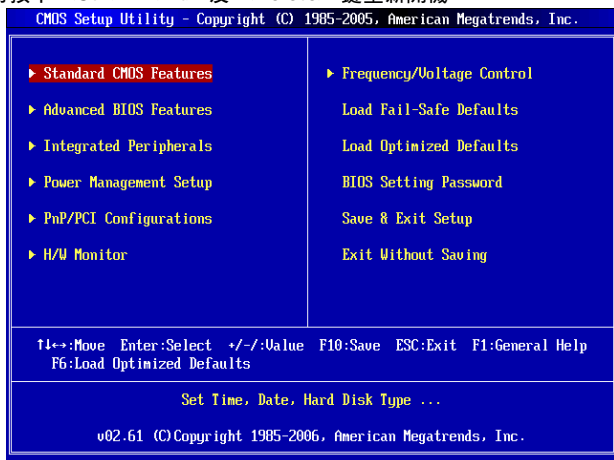 CMOS Setup Utility - Copyright (C) 1985-2005, American Megatrends, Inc.
Standard CMOS Features
Advanced BIOS Features
Integrated Peripherals
Power Management Setup
PnP/PCI Configurations
H/W Monitor
Frequency/Voltage Control
Load Fail-Safe Defaults
Load Optimized Defaults
BIOS Setting Password
Save & Exit Setup
Exit Without Saving
↑↓↔:Move Enter:Select +/-/:Value F10:Save ESC:Exit F1:General Help
F6:Load Optimized Defaults
Set Time, Date, Hard Disk Type ...
v02.61 (C)Copyright 1985-2006, American Megatrends, Inc.